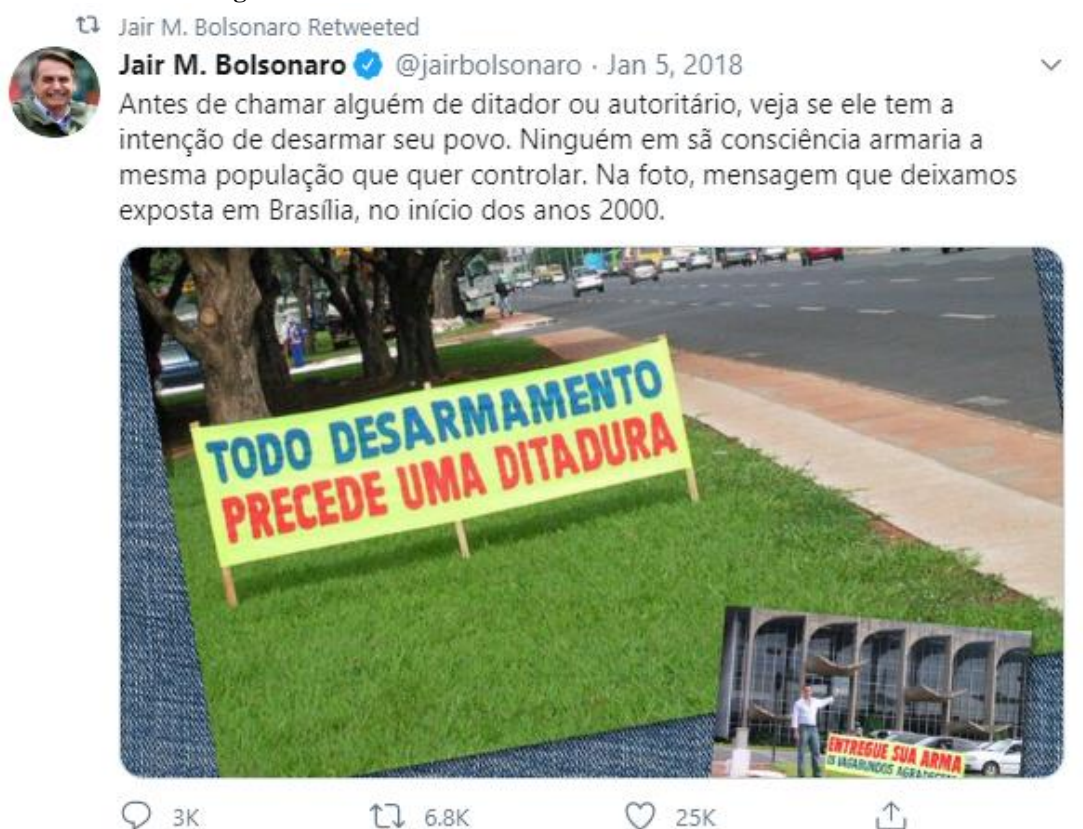 Jair M. Bolsonaro Retweeted
Jair M. Bolsonaro @jairbolsonaro · Jan 5, 2018
Antes de chamar alguém de ditador ou autoritário, veja se ele tem a
intenção de desarmar seu povo. Ninguém em sã consciência armaria a
mesma população que quer controlar. Na foto, mensagem que deixamos
exposta em Brasília, no início dos anos 2000.
TODO DESARMAMENTO
PRECEDE UMA DITADURA
ENTREGUE SUA ARMA
OS VAGABUNDOS
3K 6.8K 25K